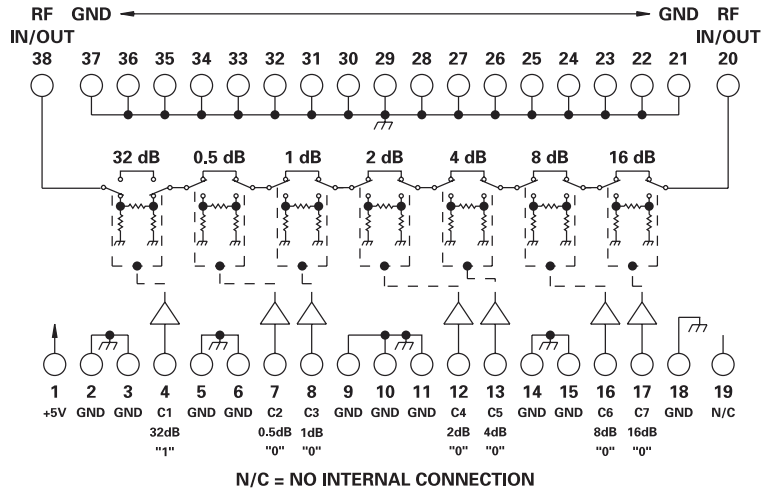 RF GND GND RF
IN/OUT IN/OUT
38 37 36 35 34 33 32 31 30 29 28 27 26 25 24 23 22 21 20
32 dB 0.5 dB 1 dB 2 dB 4 dB 8 dB 16 dB
1 2 3 4 5 6 7 8 9 10 11 12 13 14 15 16 17 18 19
+5V GND GND C1 GND GND C2 C3 GND GND GND C4 C5 GND GND C6 C7 GND N/C
32dB 0.5dB 1dB 2dB 4dB 8dB 16dB
"1" "0" "0" "0" "0" "0" "0"
N/C = NO INTERNAL CONNECTION